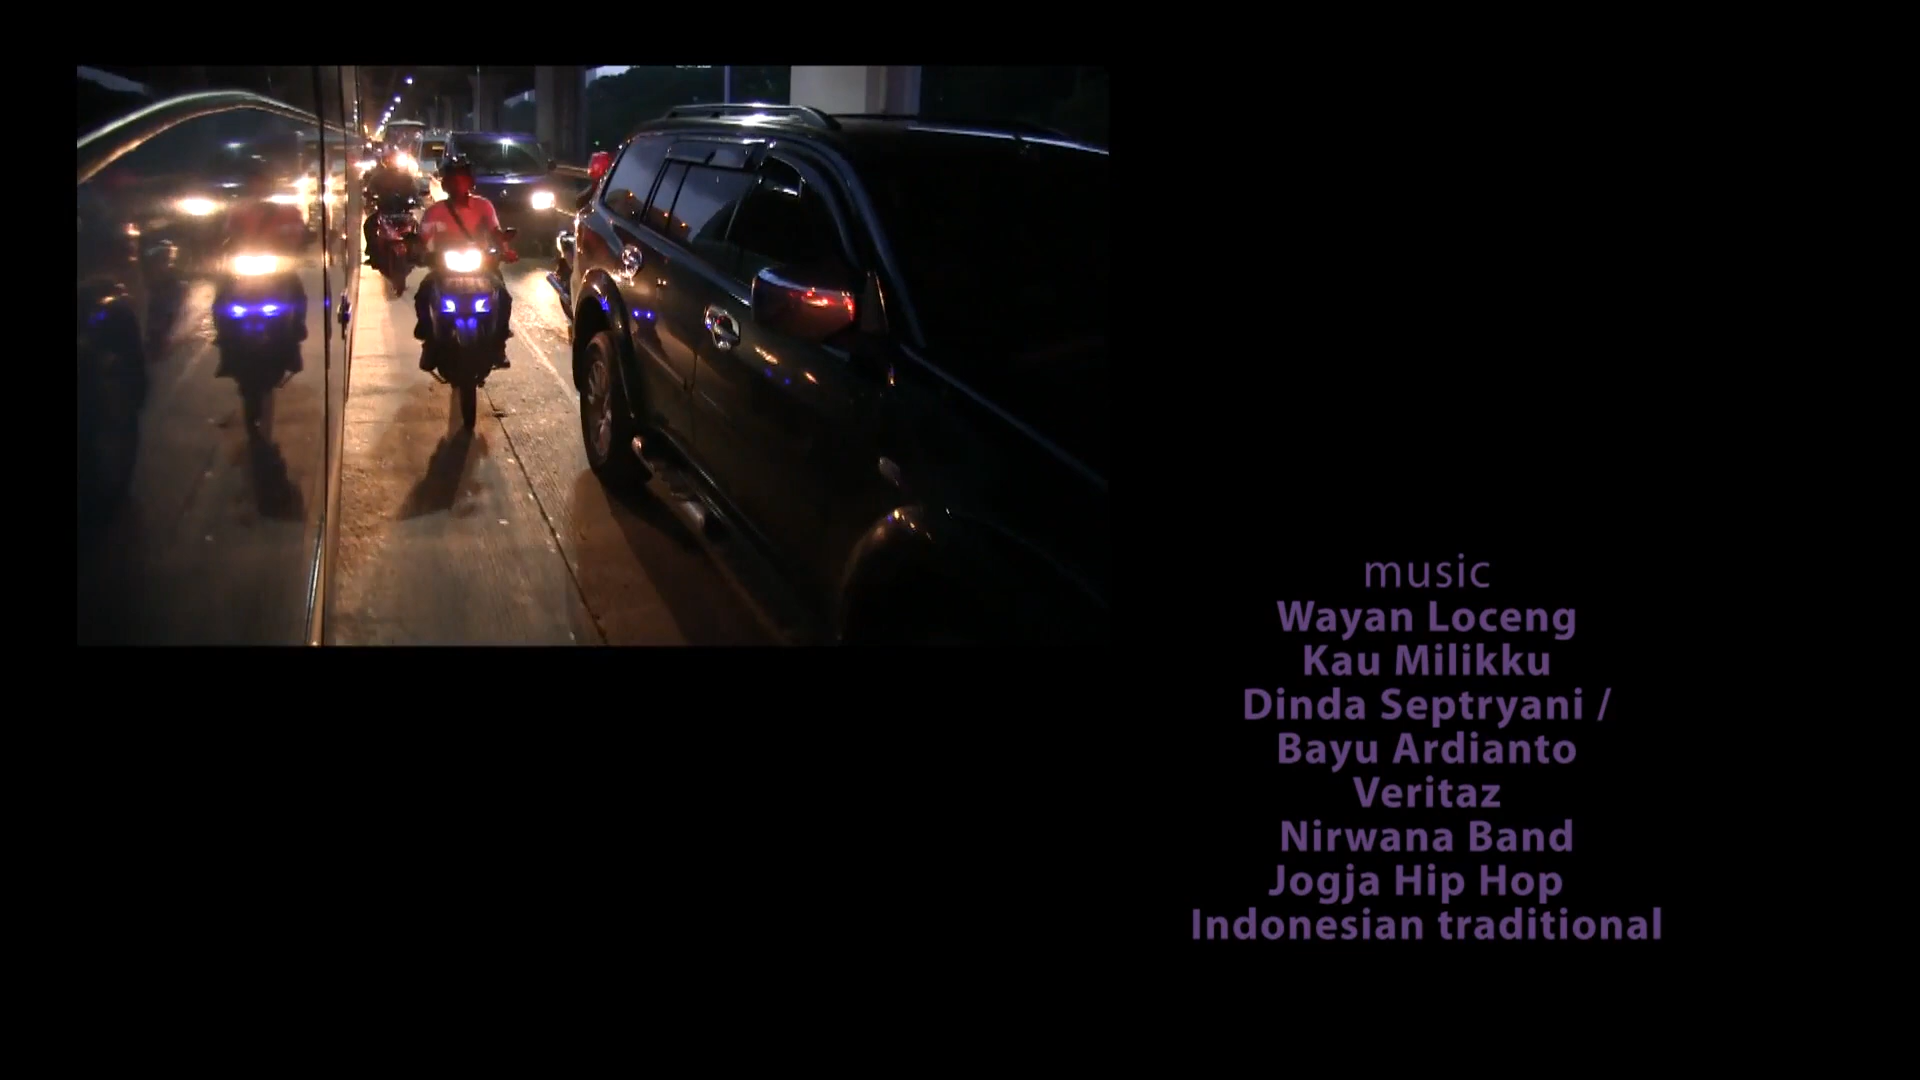 music
Wayan Loceng
Kau Milikku
Dinda Septryani /
Bayu Ardianto
Veritaz
Nirwana Band
Jogja Hip Hop
Indonesian traditional